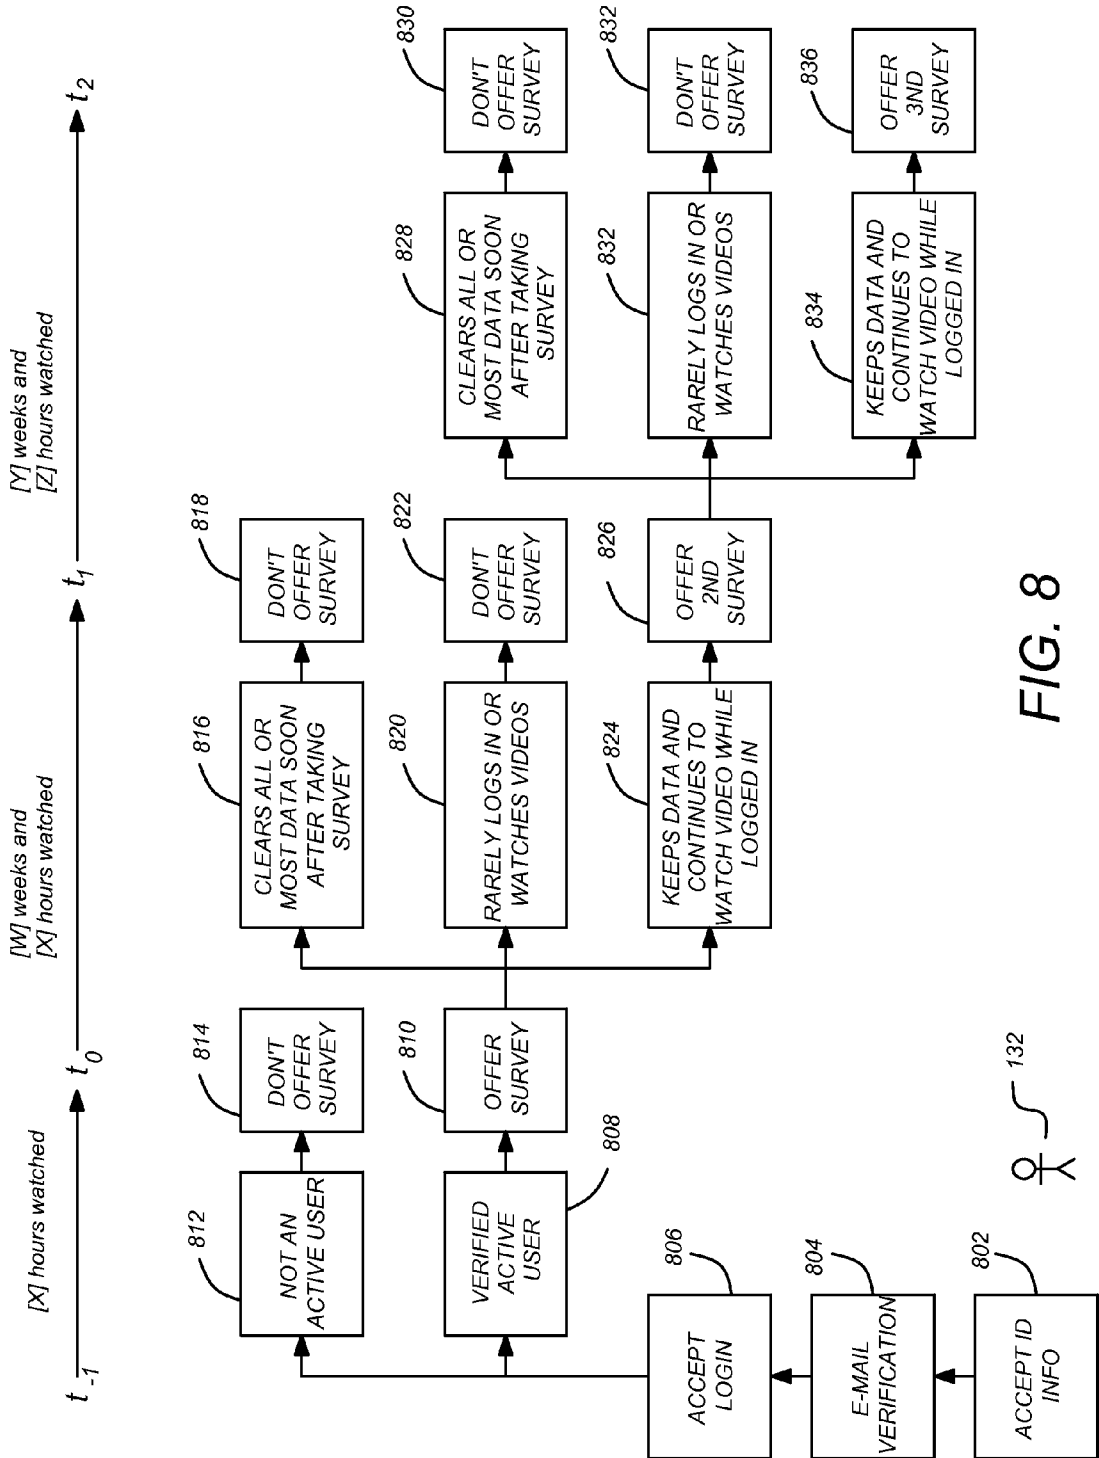 [X] hours watched
[W] weeks and
[X] hours watched
[Y] weeks and
[Z] hours watched
t-1
t0
t1
t2
812
NOT AN
ACTIVE USER
814
DON'T
OFFER
SURVEY
816
CLEARS ALL OR
MOST DATA SOON
AFTER TAKING
SURVEY
818
DON'T
OFFER
SURVEY
VERIFIED
ACTIVE
USER
808
810
OFFER
SURVEY
820
RARELY LOGS IN OR
WATCHES VIDEOS
822
DON'T
OFFER
SURVEY
828
CLEARS ALL OR
MOST DATA SOON
AFTER TAKING
SURVEY
830
DON'T
OFFER
SURVEY
806
ACCEPT
LOGIN
824
KEEPS DATA AND
CONTINUES TO
WATCH VIDEO WHILE
LOGGED IN
826
OFFER
2ND
SURVEY
832
RARELY LOGS IN OR
WATCHES VIDEOS
832
DON'T
OFFER
SURVEY
804
E-MAIL
VERIFICATION
834
KEEPS DATA AND
CONTINUES TO
WATCH VIDEO WHILE
LOGGED IN
836
OFFER
3ND
SURVEY
802
ACCEPT ID
INFO
132
FIG. 8